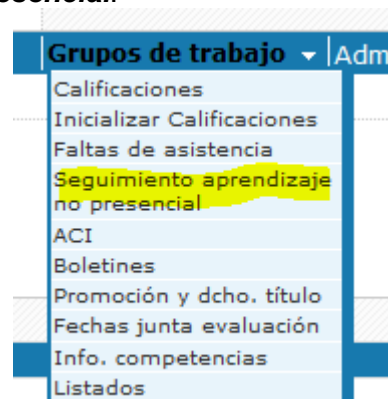 esencial.
Grupos de trabajo Adm
Calificaciones
Inicializar Calificaciones
Faltas de asistencia
Seguimiento aprendizaje
no presencial
ACI
Boletines
Promoción y dcho. título
Fechas junta evaluación
Info. competencias
Listados